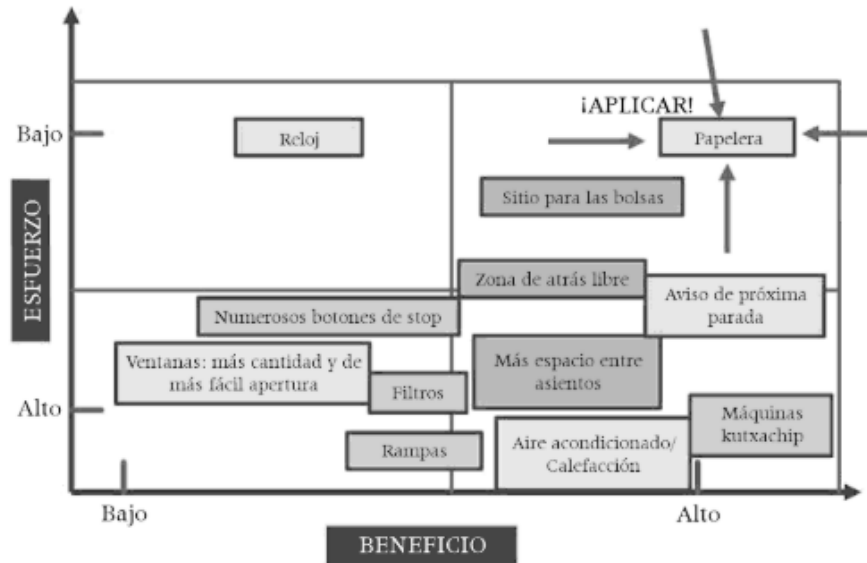 ¡APLICAR!
Bajo
Reloj
Papelera
Sitio para las bolsas
ESFUERZO
Zona de atrás libre
Aviso de próxima
parada
Numerosos botones de stop
Ventanas: más cantidad y de
más fácil apertura
Más espacio entre
asientos
Filtros
Alto
Máquinas
kutxachip
Rampas
Aire acondicionado/
Calefacción
Bajo
Alto
BENEFICIO